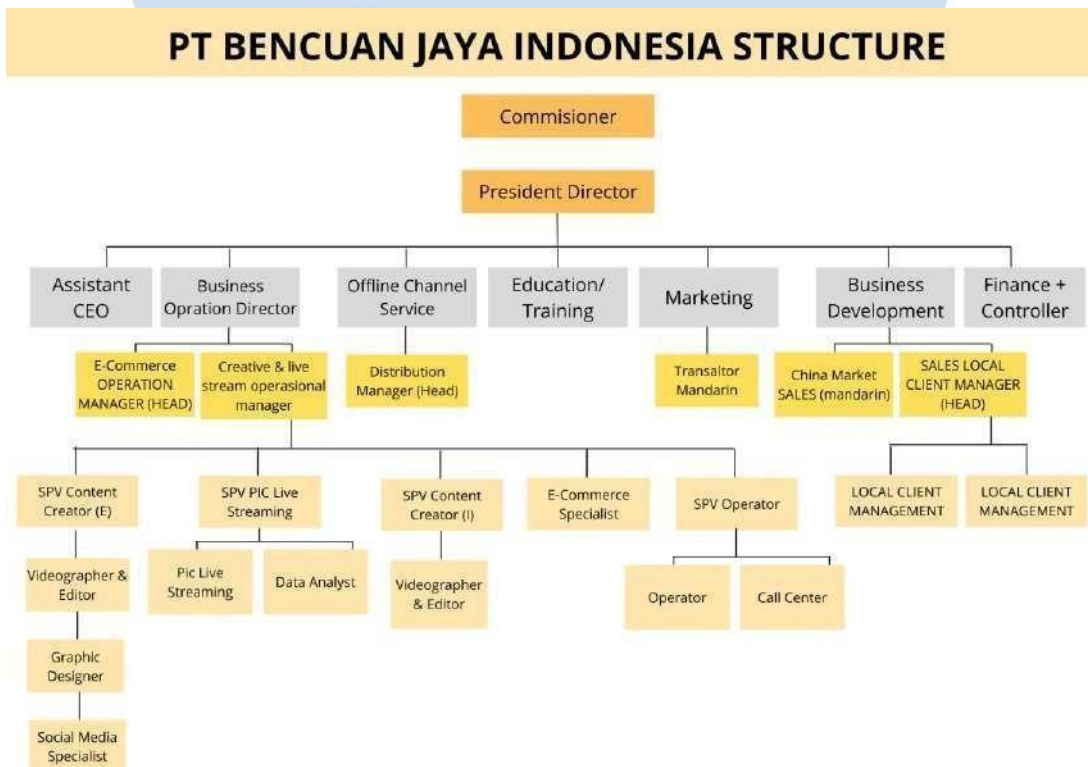 PT BENCUAN JAYA INDONESIA STRUCTURE
Commisioner
President Director
Assistant
CEO
Business
Opration Director
Offline Channel
Service
Education/
Training
Marketing
Business
Development
Finance +
Controller
E-Commerce
OPERATION
MANAGER (HEAD)
Creative & live
stream operasional
manager
Distribution
Manager (Head)
Transaltor
Mandarin
China Market
SALES (mandarin)
SALES LOCAL
CLIENT MANAGER
(HEAD)
SPV Content
Creator (E)
SPV PIC Live
Streaming
SPV Content
Creator (I)
E-Commerce
Specialist
SPV Operator
LOCAL CLIENT
MANAGEMENT
LOCAL CLIENT
MANAGEMENT
Videographer &
Editor
Pic Live
Streaming
Data Analyst
Videographer
& Editor
Operator
Call Center
Graphic
Designer
Social Media
Specialist